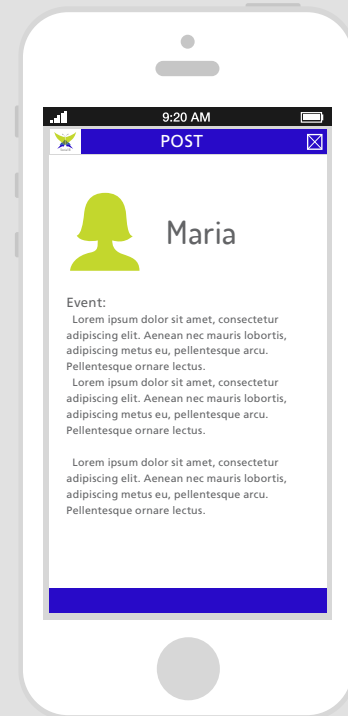 9:20 AM
POST
Maria
Event:
Lorem ipsum dolor sit amet, consectetur
adipiscing elit. Aenean nec mauris lobortis,
adipiscing metus eu, pellentesque arcu.
Pellentesque ornare lectus.
Lorem ipsum dolor sit amet, consectetur
adipiscing elit. Aenean nec mauris lobortis,
adipiscing metus eu, pellentesque arcu.
Pellentesque ornare lectus.
Lorem ipsum dolor sit amet, consectetur
adipiscing elit. Aenean nec mauris lobortis,
adipiscing metus eu, pellentesque arcu.
Pellentesque ornare lectus.